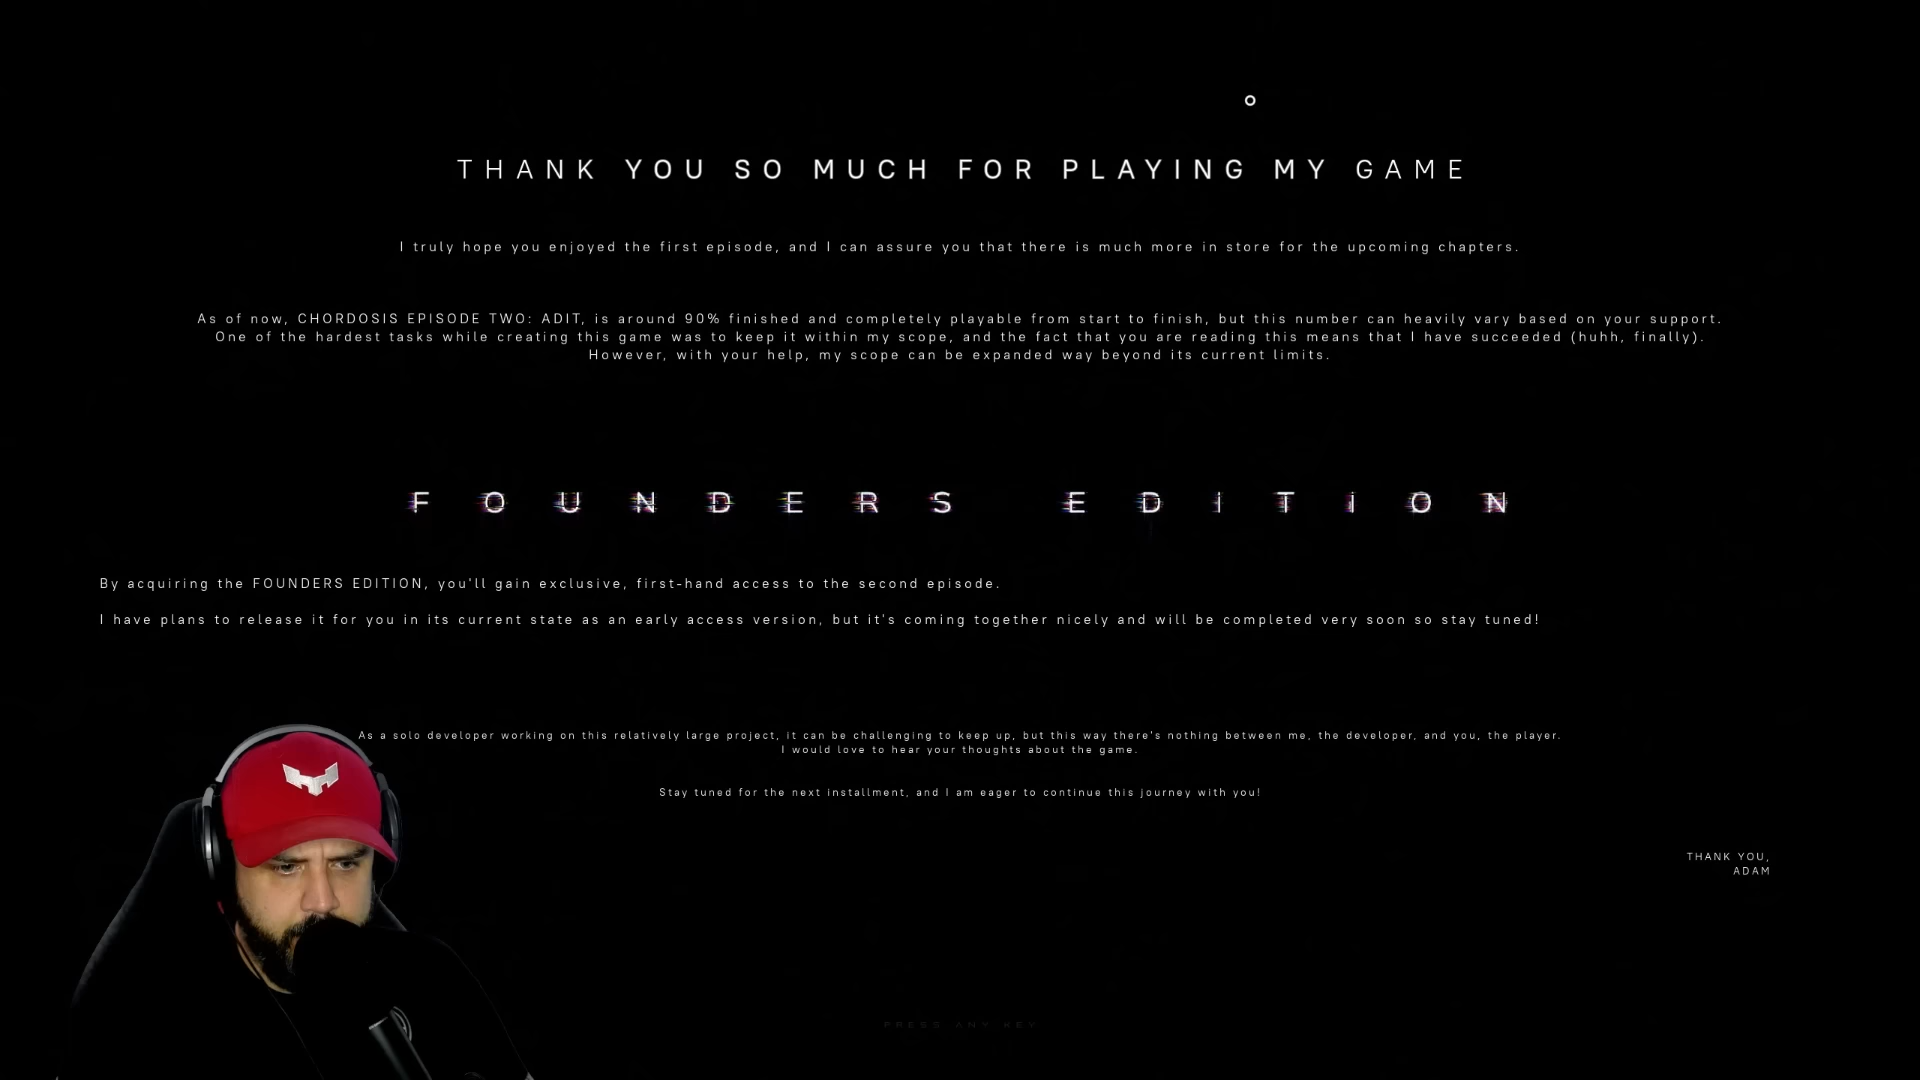 THANK YOU SO MUCH FOR PLAYING MY GAME
I truly hope you enjoyed the first episode, and I can assure you that there is much more in store for the upcoming chapters.
As of now, CHORDOSIS EPISODE TWO: ADIT, is around 90% finished and completely playable from start to finish, but this number can heavily vary based on your support.
One of the hardest tasks while creating this game was to keep it within my scope, and the fact that you are reading this means that I have succeeded (huhh, finally).
However, with your help, my scope can be expanded way beyond its current limits.
FOUNDERS EDiTiON
By acquiring the FOUNDERS EDITION, you'll gain exclusive, first-hand access to the second episode.
I have plans to release it for you in its current state as an early access version, but it's coming together nicely and will be completed very soon so stay tuned!
As a solo developer working on this relatively large project, it can be challenging to keep up, but this way there's nothing between me, the developer, and you, the player.
I would love to hear your thoughts about the game.
Stay tuned for the next installment, and I am eager to continue this journey with you!
THANK YOU,
ADAM
PRESS ANY KEY